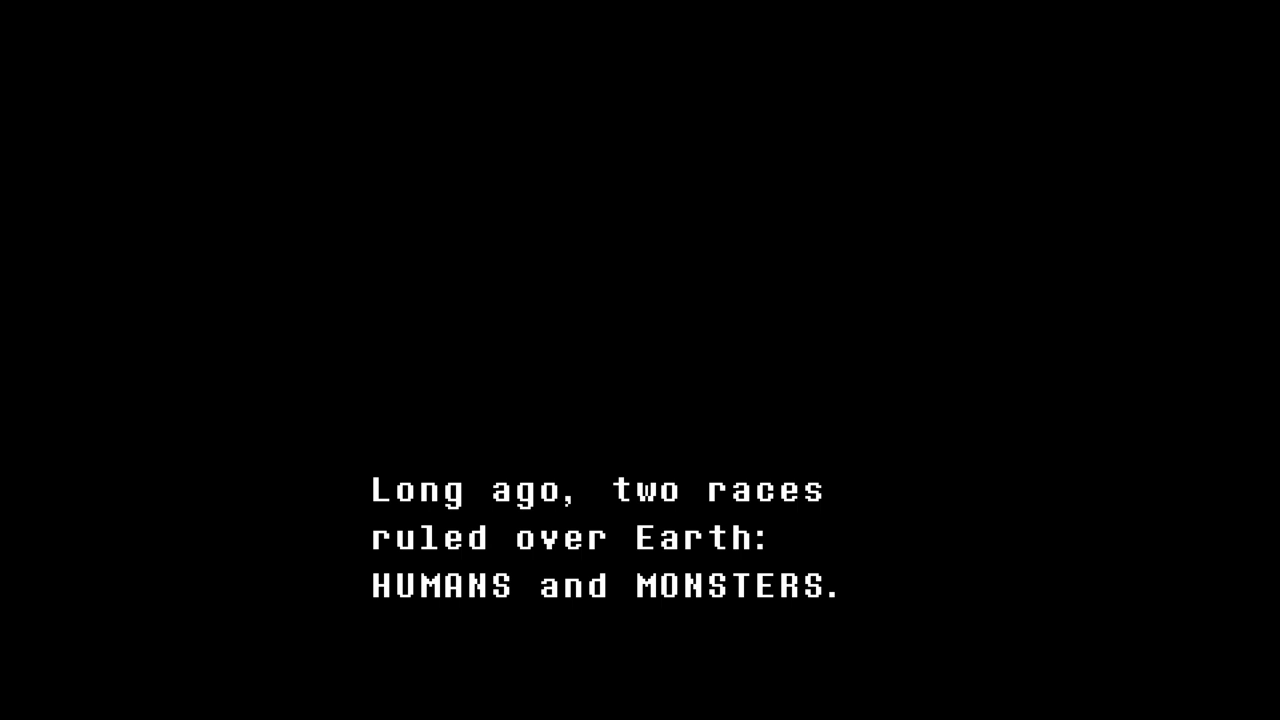 Long ago, two races
ruled over Earth:
HUMANS and MONSTERS.